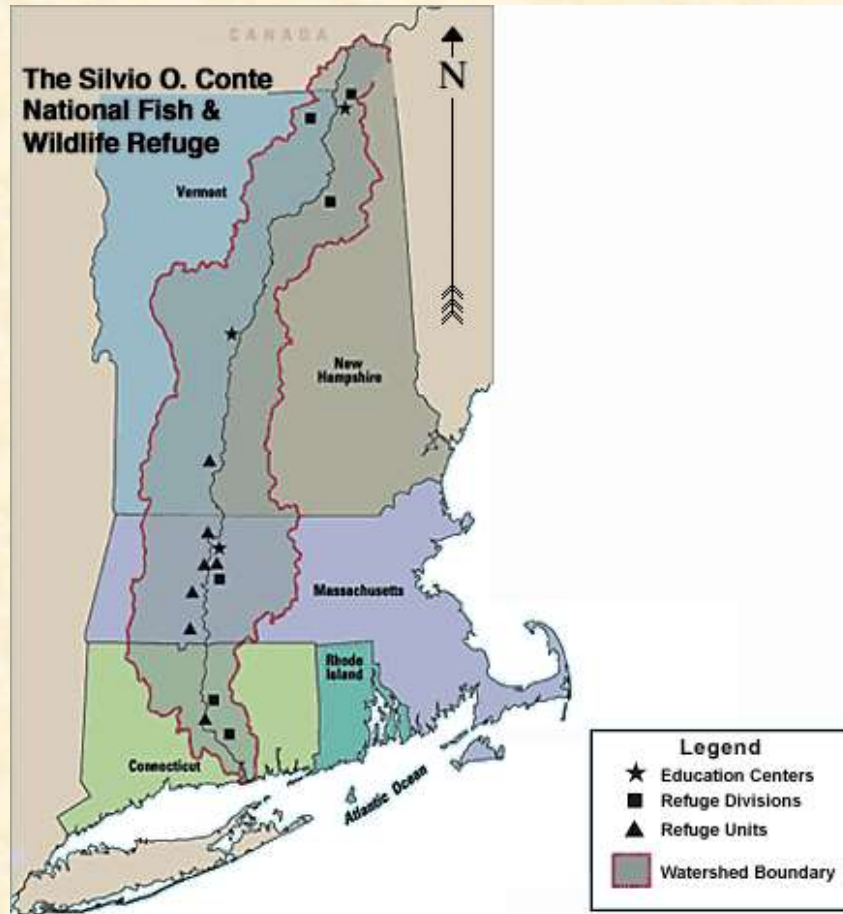 CANADA
The Silvio O. Conte
National Fish &
Wildlife Refuge
N
Vermont
New
Hampshire
Massachusetts
Rhode
Island
Connecticut
Atlantic Ocean
Legend
Education Centers
Refuge Divisions
Refuge Units
Watershed Boundary